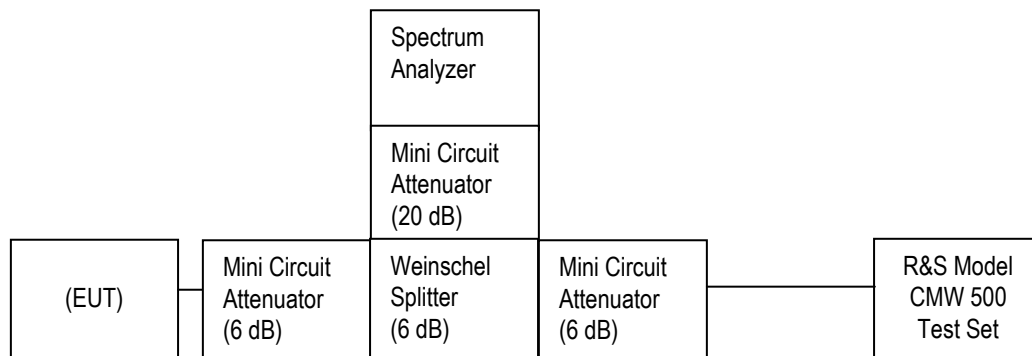 Spectrum
Analyzer
Mini Circuit
Attenuator
(20 dB)
(EUT)
Mini Circuit
Attenuator
(6 dB)
Weinschel
Splitter
(6 dB)
Mini Circuit
Attenuator
(6 dB)
R&S Model
CMW 500
Test Set